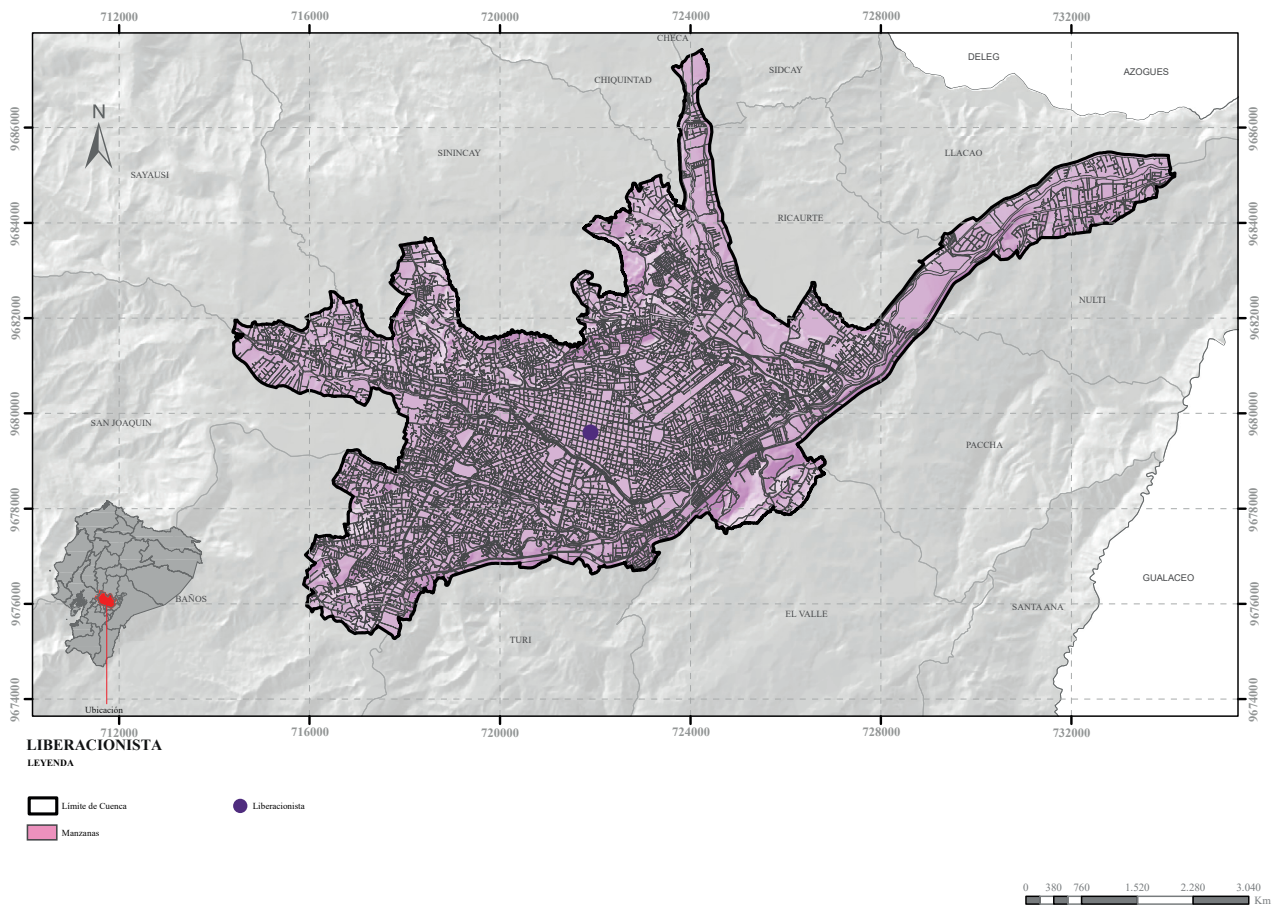 712000 716000 720000 724000 728000 732000
CHECA
DELEG
SIDCAY
AZOGUES
CHIQUINTAD
N
9686000 9686000
SININCAY
LLACAO
SAYAUSI
RICAURTE
9684000 9684000
NULTI
9682000 9682000
9680000 9680000
SAN JOAQUIN
PACCHA
9678000 9678000
GUALACEO
BAÑOS
9676000 9676000
SANTA ANA
EL VALLE
TURI
9674000 9674000
Ubicación
712000 716000 720000 724000 728000 732000
LIBERACIONISTA
LEYENDA
Límite de Cuenca
Liberacionista
Manzanas
0 380 760 1.520 2.280 3.040
Km